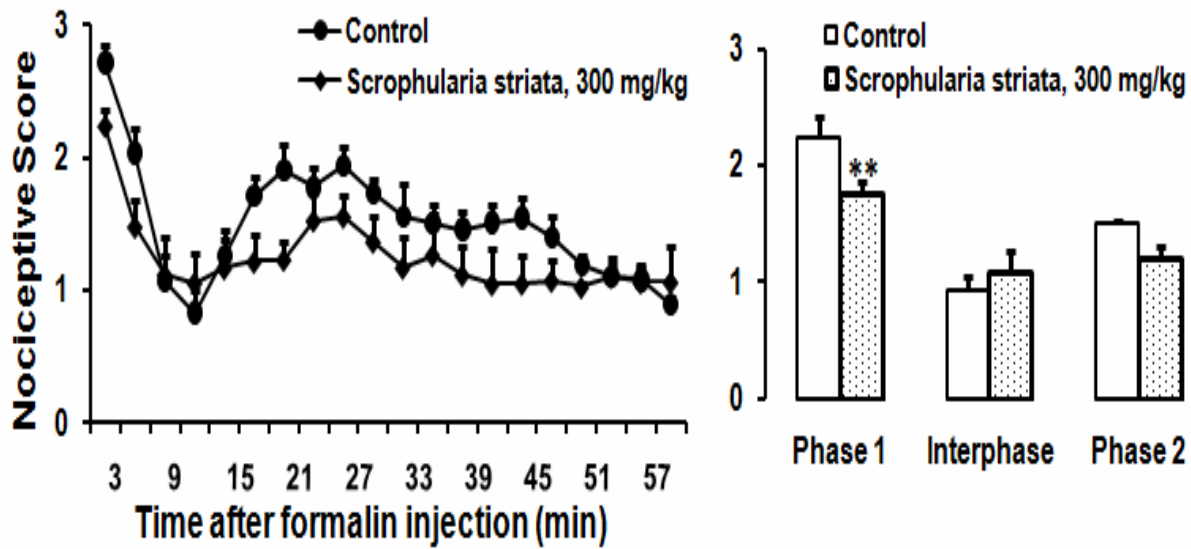 Nociceptive Score
3
2
1
0
Control
Scrophularia striata, 300 mg/kg
3 9 15 21 27 33 39 45 51 57
Time after formalin injection (min)
3
2
1
0
Control
Scrophularia striata, 300 mg/kg
**
Phase 1 Interphase Phase 2